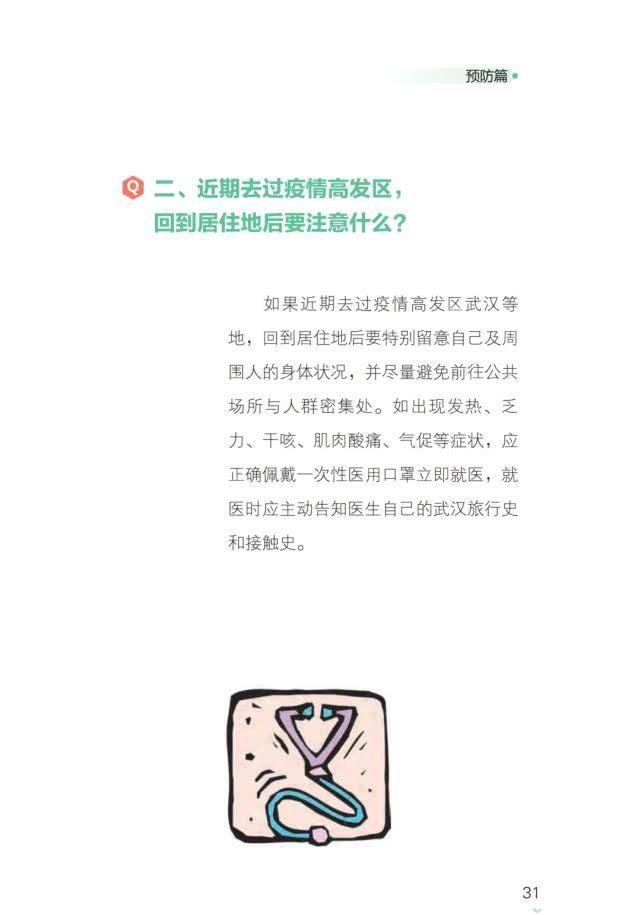 预防篇
Q 二、近期去过疫情高发区，
回到居住地后要注意什么？
如果近期去过疫情高发区武汉等
地，回到居住地后要特别留意自己及周
围人的身体状况，并尽量避免前往公共
场所与人群密集处。如出现发热、乏
力、干咳、肌肉酸痛、气促等症状，应
正确佩戴一次性医用口罩立即就医，就
医时应主动告知医生自己的武汉旅行史
和接触史。
31